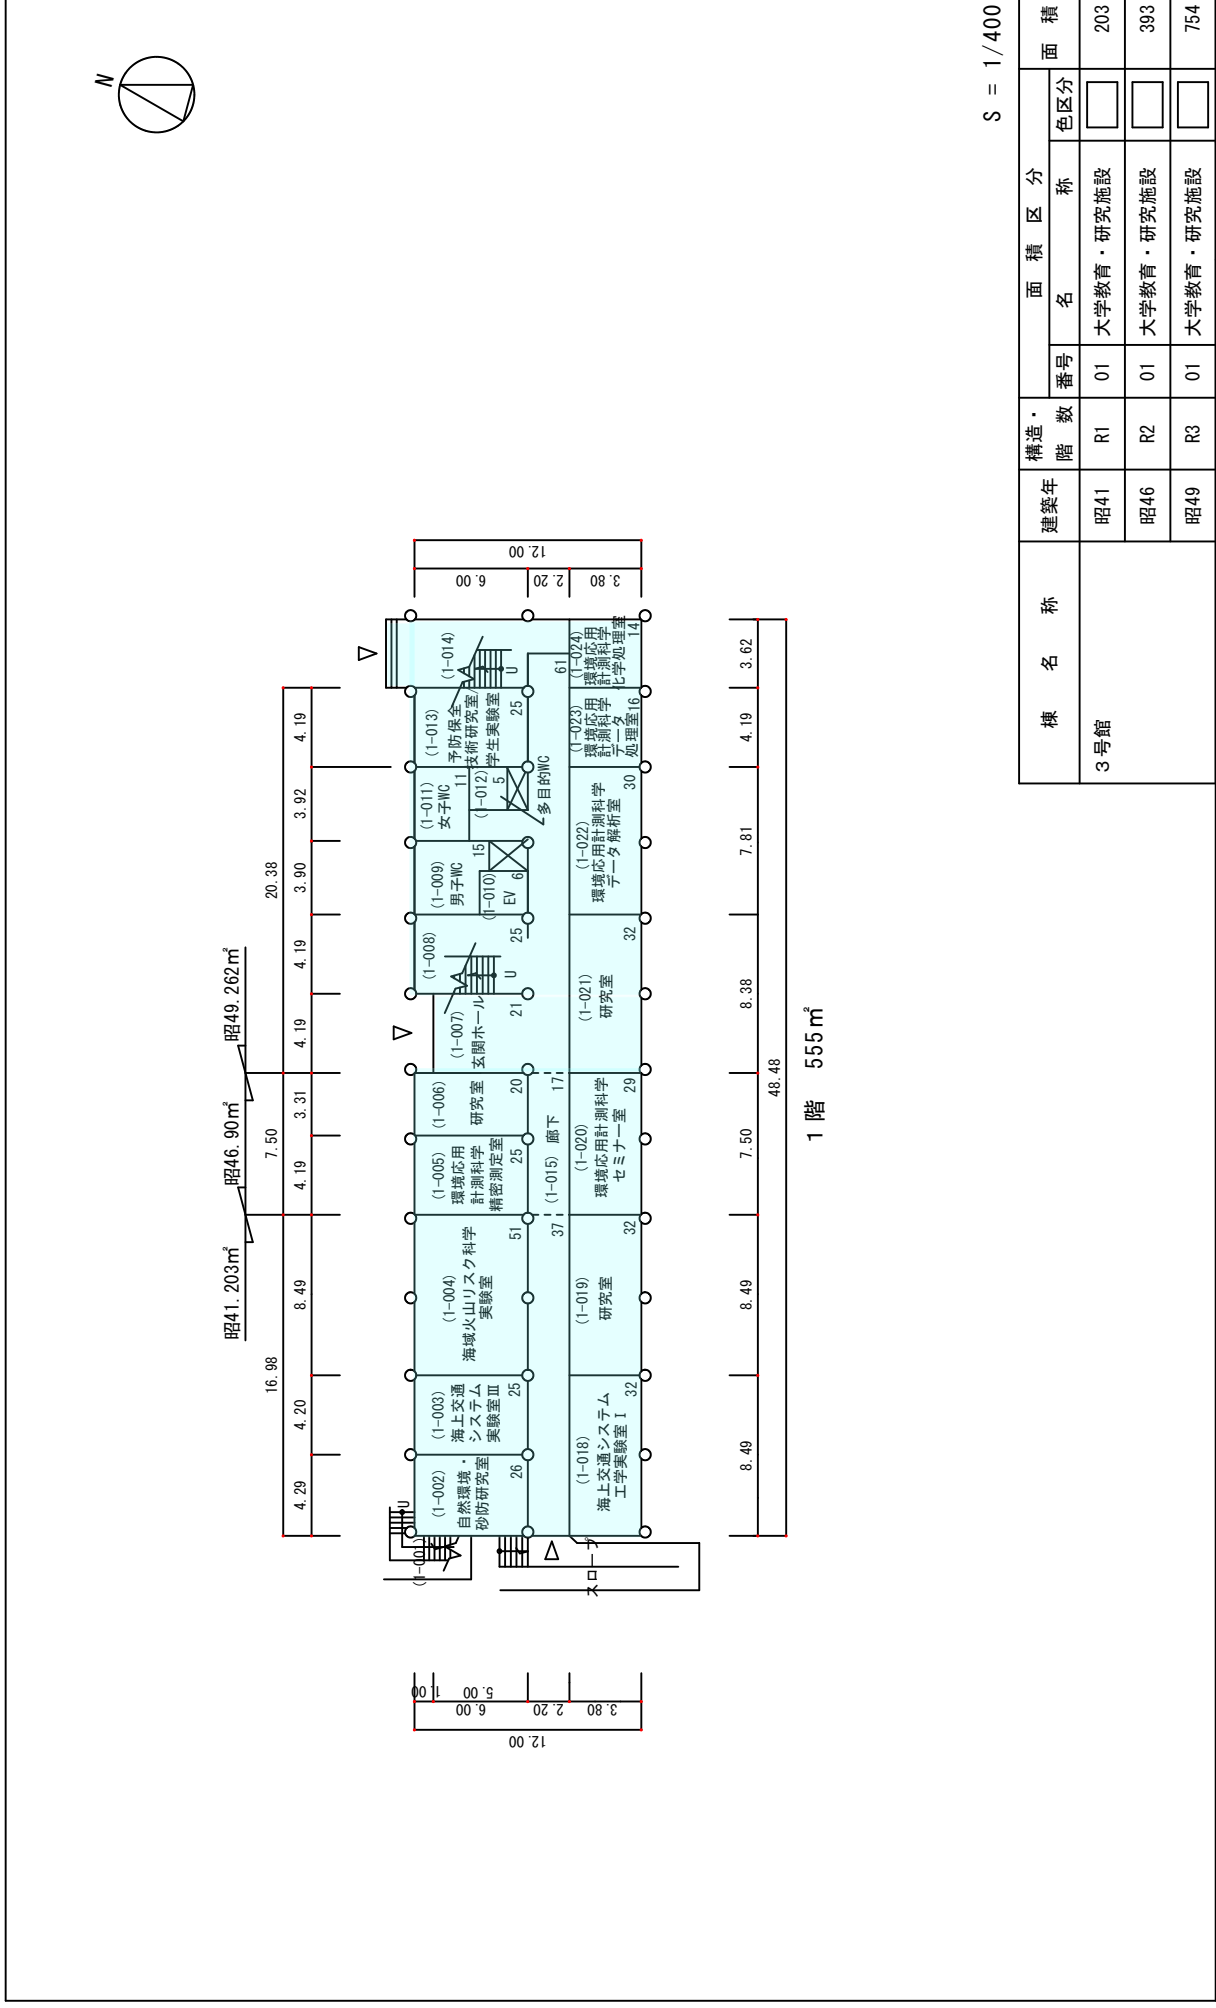 N
S = 1/400
棟 名 称
建築年
構造・
階 数
面 積 区 分
番号
名 称
色区分
面 積
3号館
昭41 R1 01 大学教育・研究施設 203
昭46 R2 01 大学教育・研究施設 393
昭49 R3 01 大学教育・研究施設 754
昭41.203㎡
昭46.90㎡
昭49.262㎡
16.98
7.50
20.38
4.29
4.20
8.49
4.19
3.31
4.19
4.19
3.90
3.92
4.19
(1-001)
U
(1-002)
自然環境・
砂防研究室
26
(1-003)
海上交通
システム
実験室Ⅲ
25
(1-004)
海域火山リスク科学
実験室
51
(1-005)
環境応用
計測科学
精密測定室
25
(1-006)
研究室
20
(1-007)
玄関ホール
21
(1-008)
U
25
(1-009)
男子WC
15
(1-010)
EV
6
(1-011)
女子WC
11
(1-012)
5
多目的WC
(1-013)
予防保全
技術研究室/
学生実験室
25
(1-014)
U
61
37
(1-015) 廊下
17
(1-018)
海上交通システム
工学実験室Ⅰ
32
(1-019)
研究室
32
(1-020)
環境応用計測科学
セミナー室
29
(1-021)
研究室
32
(1-022)
環境応用計測科学
データ解析室
30
(1-023)
環境応用
計測科学
データ
処理室
16
(1-024)
環境応用
計測科学
化学処理室
14
スロープ
1.00
5.00
6.00
2.20
3.80
12.00
6.00
2.20
3.80
12.00
8.49
8.49
7.50
8.38
7.81
4.19
3.62
48.48
1階 555㎡